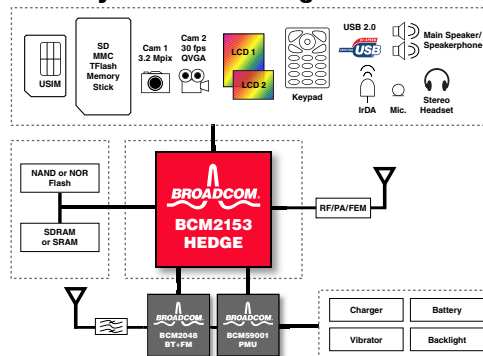 USIM
SD
MMC
TFlash
Memory
Stick
Cam 1
3.2 Mpix
Cam 2
30 fps
QVGA
LCD 1
LCD 2
Keypad
USB 2.0
USB
IrDA
Main Speaker/
Speakerphone
Mic.
Stereo
Headset
NAND or NOR
Flash
SDRAM
or SRAM
BROADCOM.
BCM2153
HEDGE
RF/PA/FEM
BROADCOM.
BCM2048
BT+FM
BROADCOM.
BCM59001
PMU
Charger
Battery
Vibrator
Backlight